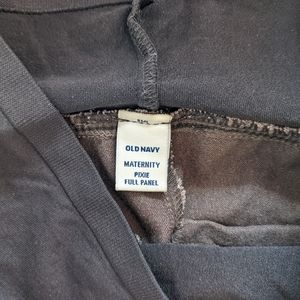 OLD NAVY
MATERNITY
PIXIE
FULL PANEL